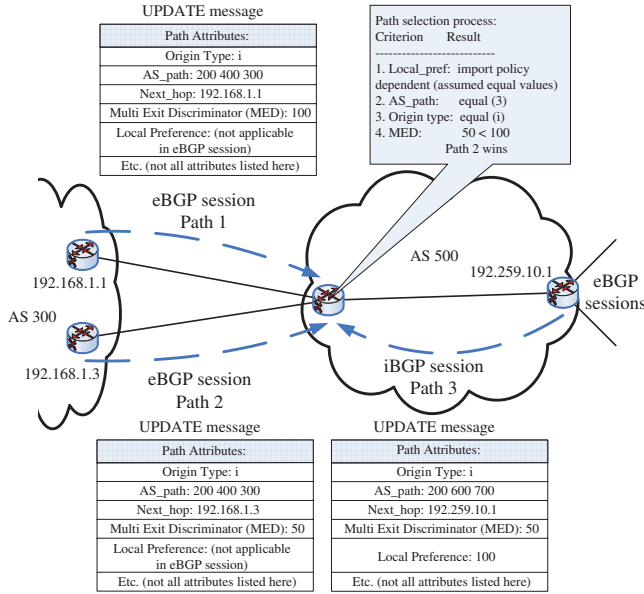 UPDATE message
Path Attributes:
Origin Type: i
AS_path: 200 400 300
Next_hop: 192.168.1.1
Multi Exit Discriminator (MED): 100
Local Preference: (not applicable
in eBGP session)
Etc. (not all attributes listed here)
Path selection process:
Criterion Result
---------------------------
1. Local_pref: import policy
dependent (assumed equal values)
2. AS_path: equal (3)
3. Origin type: equal (i)
4. MED: 50 < 100
Path 2 wins
eBGP session
Path 1
192.168.1.1
AS 300
192.168.1.3
eBGP session
Path 2
AS 500
192.259.10.1
eBGP
sessions
iBGP session
Path 3
UPDATE message
Path Attributes:
Origin Type: i
AS_path: 200 400 300
Next_hop: 192.168.1.3
Multi Exit Discriminator (MED): 50
Local Preference: (not applicable
in eBGP session)
Etc. (not all attributes listed here)
UPDATE message
Path Attributes:
Origin Type: i
AS_path: 200 600 700
Next_hop: 192.259.10.1
Multi Exit Discriminator (MED): 50
Local Preference: 100
Etc. (not all attributes listed here)